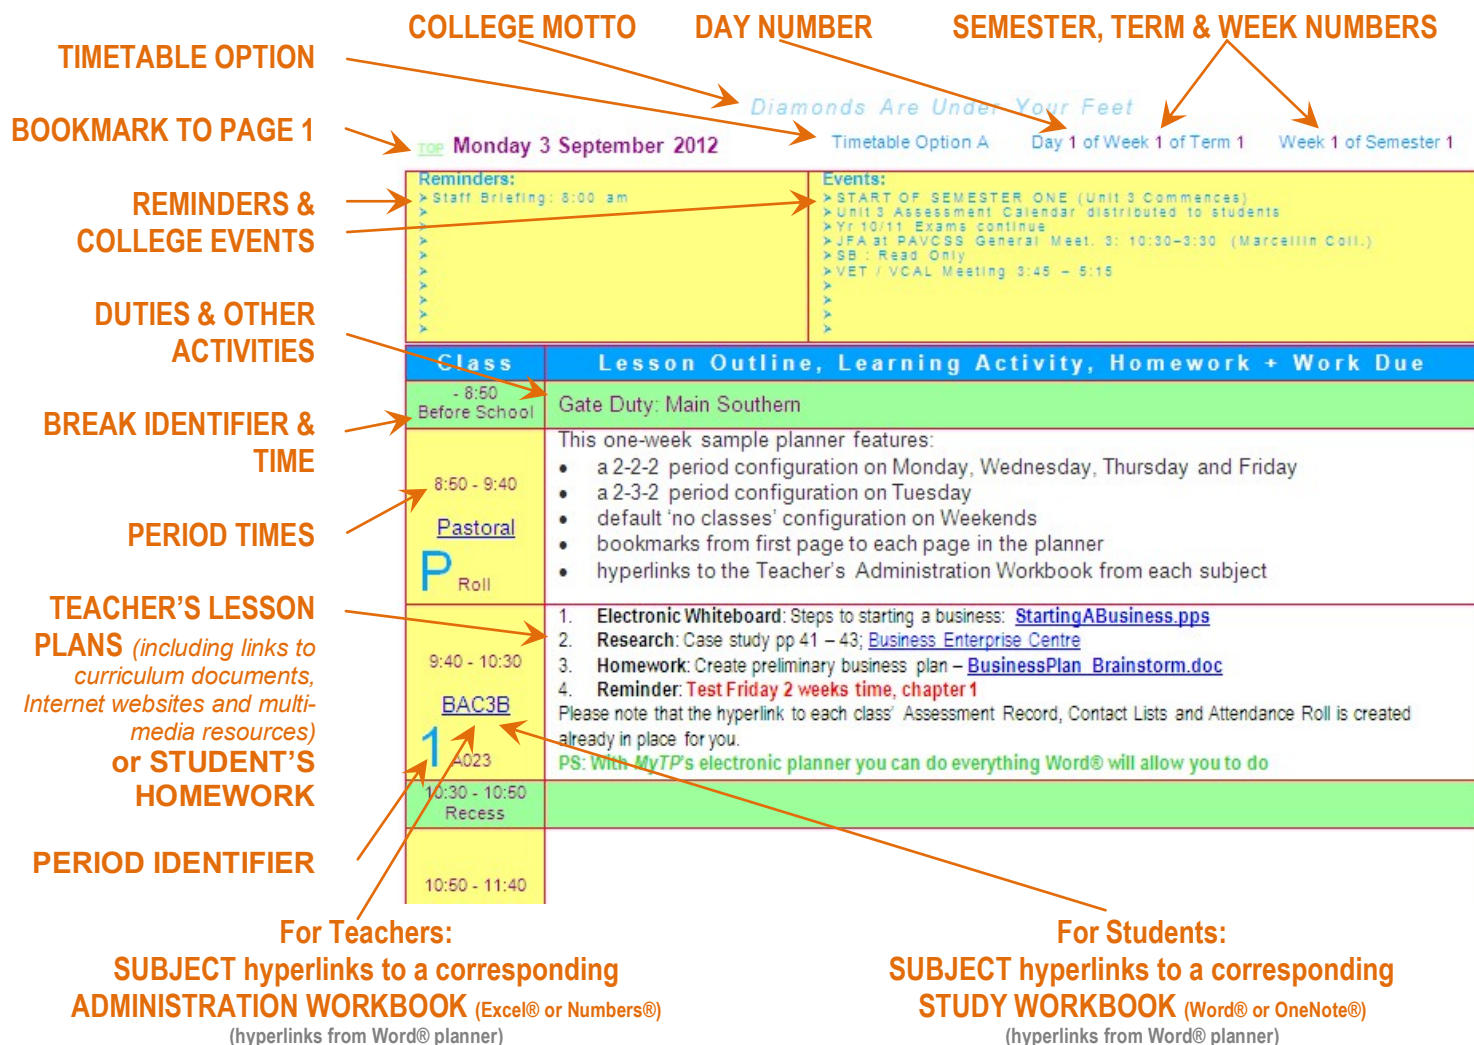 COLLEGE MOTTO
DAY NUMBER
SEMESTER, TERM & WEEK NUMBERS
TIMETABLE OPTION
BOOKMARK TO PAGE 1
REMINDERS &
COLLEGE EVENTS
DUTIES & OTHER
ACTIVITIES
BREAK IDENTIFIER &
TIME
PERIOD TIMES
TEACHER'S LESSON
PLANS (including links to
curriculum documents,
Internet websites and multi-
media resources)
or STUDENT'S
HOMEWORK
PERIOD IDENTIFIER
Diamonds Are Under Your Feet
TOP Monday 3 September 2012
Timetable Option A
Day 1 of Week 1 of Term 1
Week 1 of Semester 1
Reminders:
➢Staff Briefing: 8:00 am
Events:
➢START OF SEMESTER ONE (Unit 3 Commences)
➢Unit 3 Assessment Calendar distributed to students
➢Yr 10/11 Exams continue
➢JFA at PAVCSS General Meet. 3: 10:30–3:30 (Marcellin Coll.)
➢SB : Read Only
➢VET / VCAL Meeting 3:45 – 5:15
Class
Lesson Outline, Learning Activity, Homework + Work Due
- 8:50
Before School
Gate Duty: Main Southern
8:50 - 9:40
Pastoral
P Roll
This one-week sample planner features:
• a 2-2-2 period configuration on Monday, Wednesday, Thursday and Friday
• a 2-3-2 period configuration on Tuesday
• default 'no classes' configuration on Weekends
• bookmarks from first page to each page in the planner
• hyperlinks to the Teacher's Administration Workbook from each subject
9:40 - 10:30
BAC3B
1 A023
1. Electronic Whiteboard: Steps to starting a business: StartingABusiness.pps
2. Research: Case study pp 41 – 43; Business Enterprise Centre
3. Homework: Create preliminary business plan – BusinessPlan_Brainstorm.doc
4. Reminder: Test Friday 2 weeks time, chapter 1
Please note that the hyperlink to each class' Assessment Record, Contact Lists and Attendance Roll is created
already in place for you.
PS: With MyTP's electronic planner you can do everything Word® will allow you to do
10:30 - 10:50
Recess
10:50 - 11:40
For Teachers:
SUBJECT hyperlinks to a corresponding
ADMINISTRATION WORKBOOK (Excel® or Numbers®)
(hyperlinks from Word® planner)
For Students:
SUBJECT hyperlinks to a corresponding
STUDY WORKBOOK (Word® or OneNote®)
(hyperlinks from Word® planner)